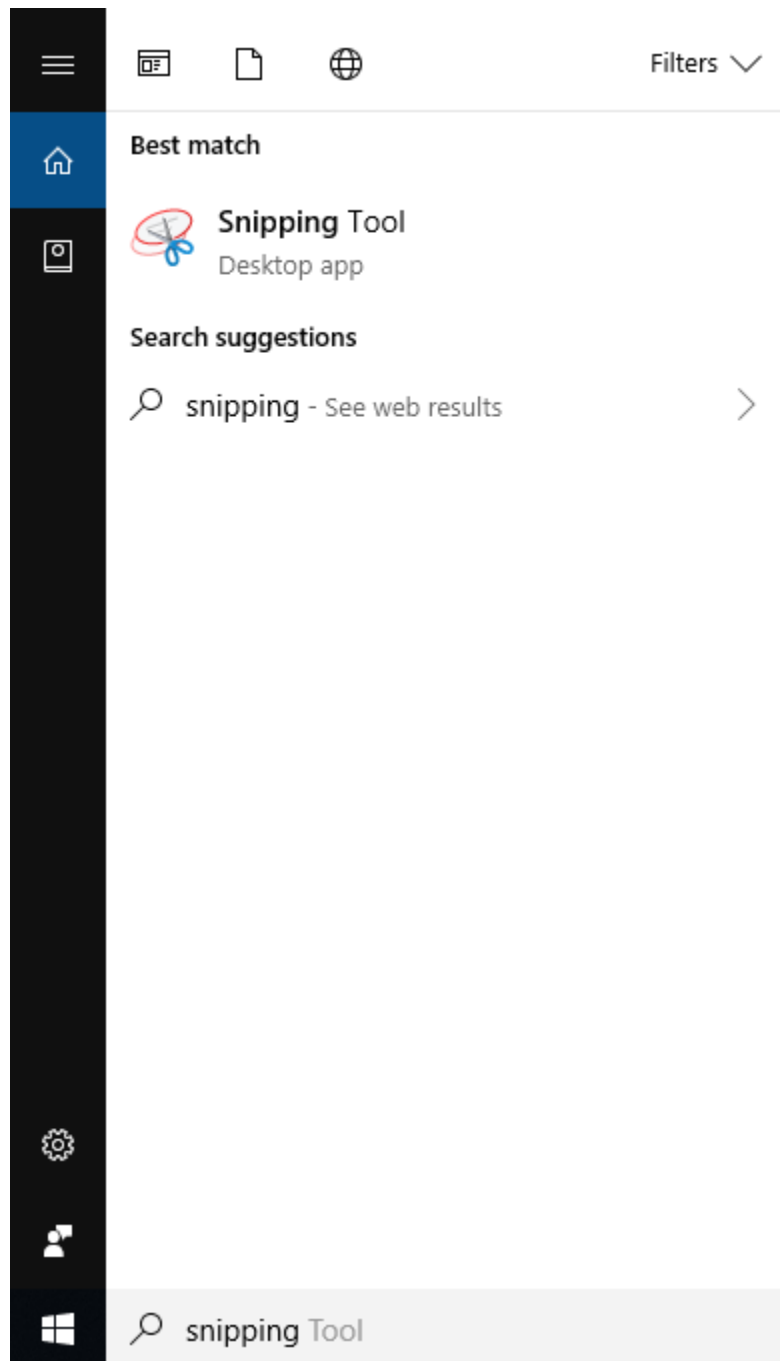 Filters
Best match
Snipping Tool
Desktop app
Search suggestions
snipping - See web results
snipping Tool